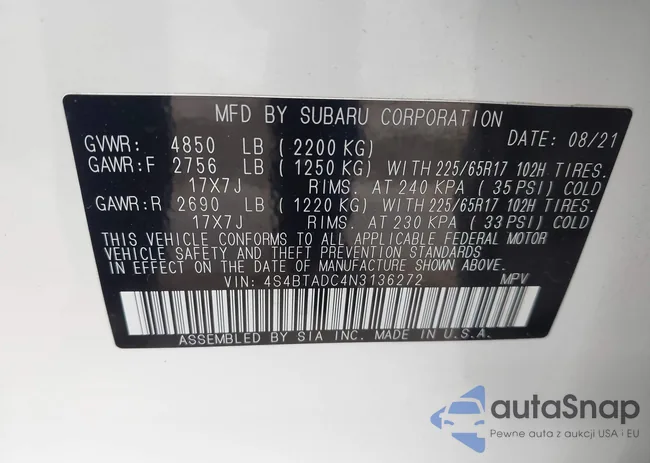 MFD BY SUBARU CORPORATION
GVWR: 4850 LB (2200 KG) DATE: 08/21
GAWR:F 2756 LB (1250 KG) WITH 225/65R17 102H TIRES.
17X7J RIMS. AT 240 KPA (35 PSI) COLD
GAWR:R 2690 LB (1220 KG) WITH 225/65R17 102H TIRES.
17X7J RIMS. AT 230 KPA (33 PSI) COLD
THIS VEHICLE CONFORMS TO ALL APPLICABLE FEDERAL MOTOR
VEHICLE SAFETY AND THEFT PREVENTION STANDARDS
IN EFFECT ON THE DATE OF MANUFACTURE SHOWN ABOVE.
VIN: 4S4BTADC4N3136272 MPV
ASSEMBLED BY SIA INC. MADE IN U.S.A.
autaSnap
Pewne auta z aukcji USA i EU